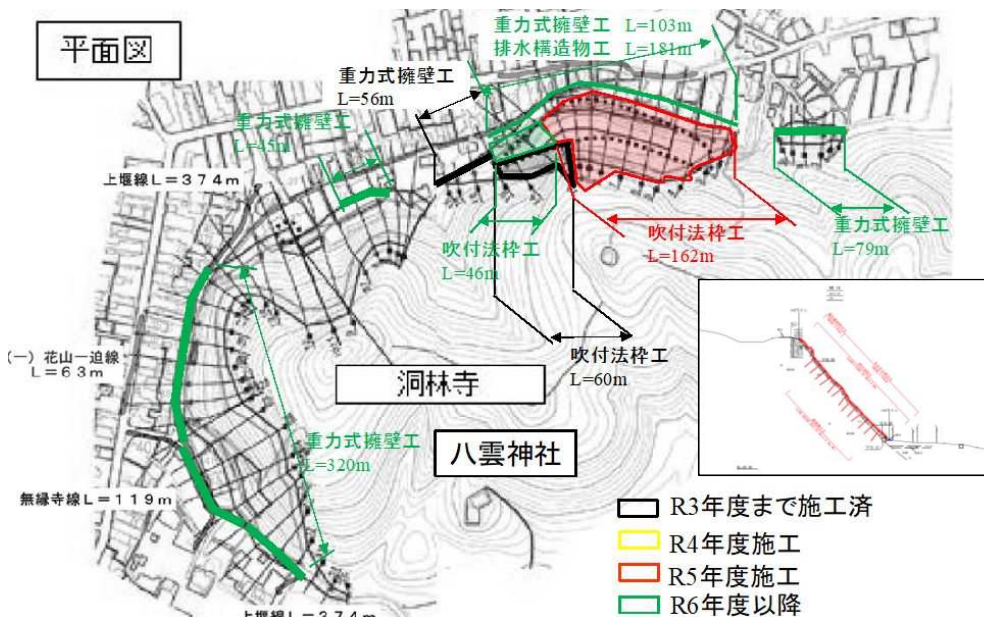 平面図
重力式擁壁工 L=103m
排水構造物工 L=181m
重力式擁壁工
L=56m
重力式擁壁工
L=45m
上堰線L=374m
吹付法枠工
L=46m
吹付法枠工
L=162m
重力式擁壁工
L=79m
吹付法枠工
L=60m
(一)花山一迫線
L=63m
洞林寺
重力式擁壁工
L=320m
八雲神社
無縁寺線L=119m
上堰線L=374m
R3年度まで施工済
R4年度施工
R5年度施工
R6年度以降